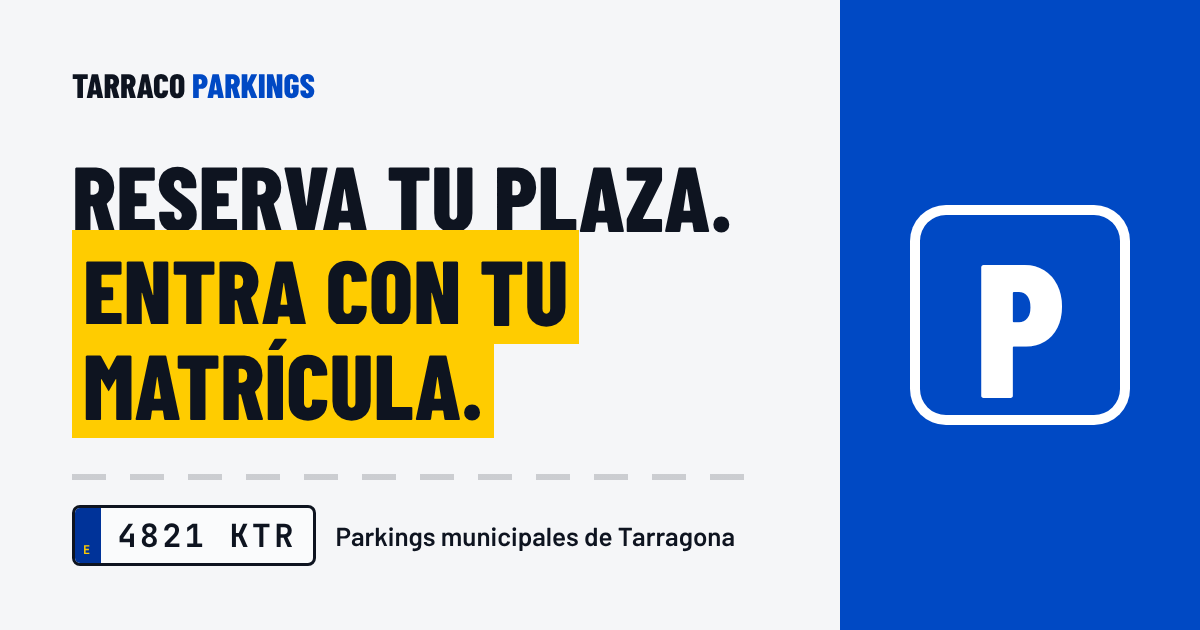 TARRACO PARKINGS
RESERVA TU PLAZA.
ENTRA CON TU
MATRÍCULA.
E
4821 KTR
Parkings municipales de Tarragona
P